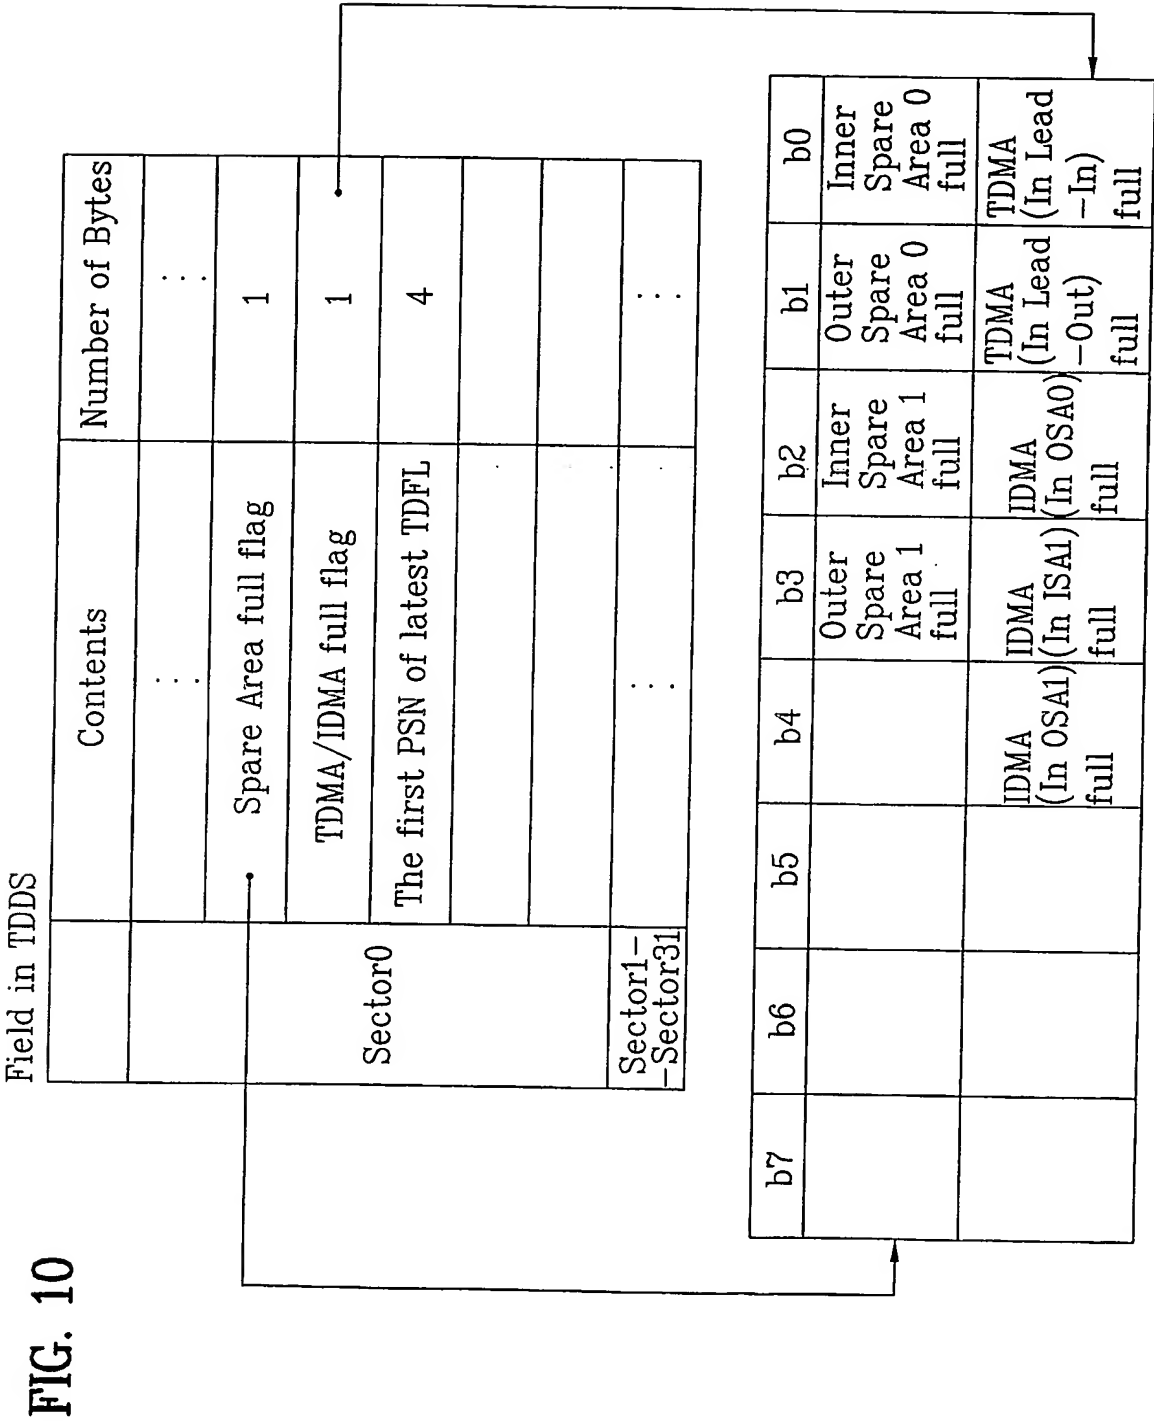 FIG. 10
Field in TDDS
Contents
Number of Bytes
Sector0
...
...
Spare Area full flag
1
TDMA/IDMA full flag
1
The first PSN of latest TDFL
4
Sector1-
-Sector31
...
...
b7
b6
b5
b4
b3
b2
b1
b0
Outer
Spare
Area 1
full
Inner
Spare
Area 1
full
Outer
Spare
Area 0
full
Inner
Spare
Area 0
full
IDMA
(In OSA1)
full
IDMA
(In ISA1)
full
IDMA
(In OSA0)
full
TDMA
(In Lead
-Out)
full
TDMA
(In Lead
-In)
full